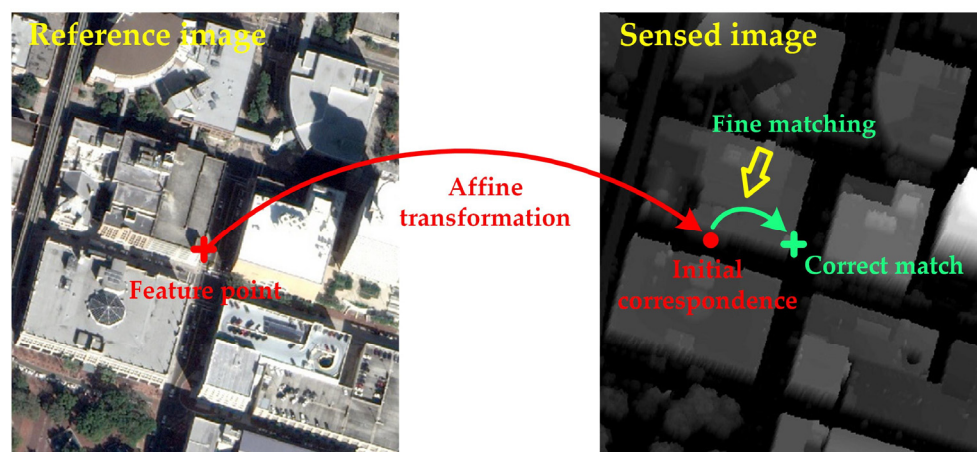 Reference image
Sensed image
Fine matching
Affine
transformation
Feature point
Initial
correspondence
Correct match